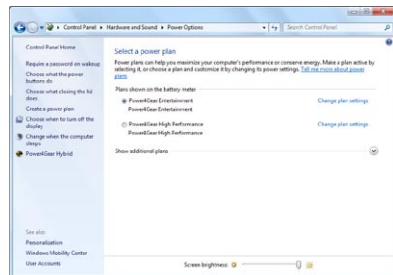 Control Panel ▸ Hardware and Sound ▸ Power Options
Search Control Panel
Control Panel Home
Require a password on wakeup
Choose what the power
buttons do
Choose what closing the lid
does
Create a power plan
Choose when to turn off the
display
Change when the computer
sleeps
Power4Gear Hybrid
See also
Personalization
Windows Mobility Center
User Accounts
Select a power plan
Power plans can help you maximize your computer's performance or conserve energy. Make a plan active by
selecting it, or choose a plan and customize it by changing its power settings. Tell me more about power
plans
Plans shown on the battery meter
Power4Gear Entertainment Change plan settings
Power4Gear Entertainment
Power4Gear High Performance Change plan settings
Power4Gear High Performance
Show additional plans
Screen brightness: